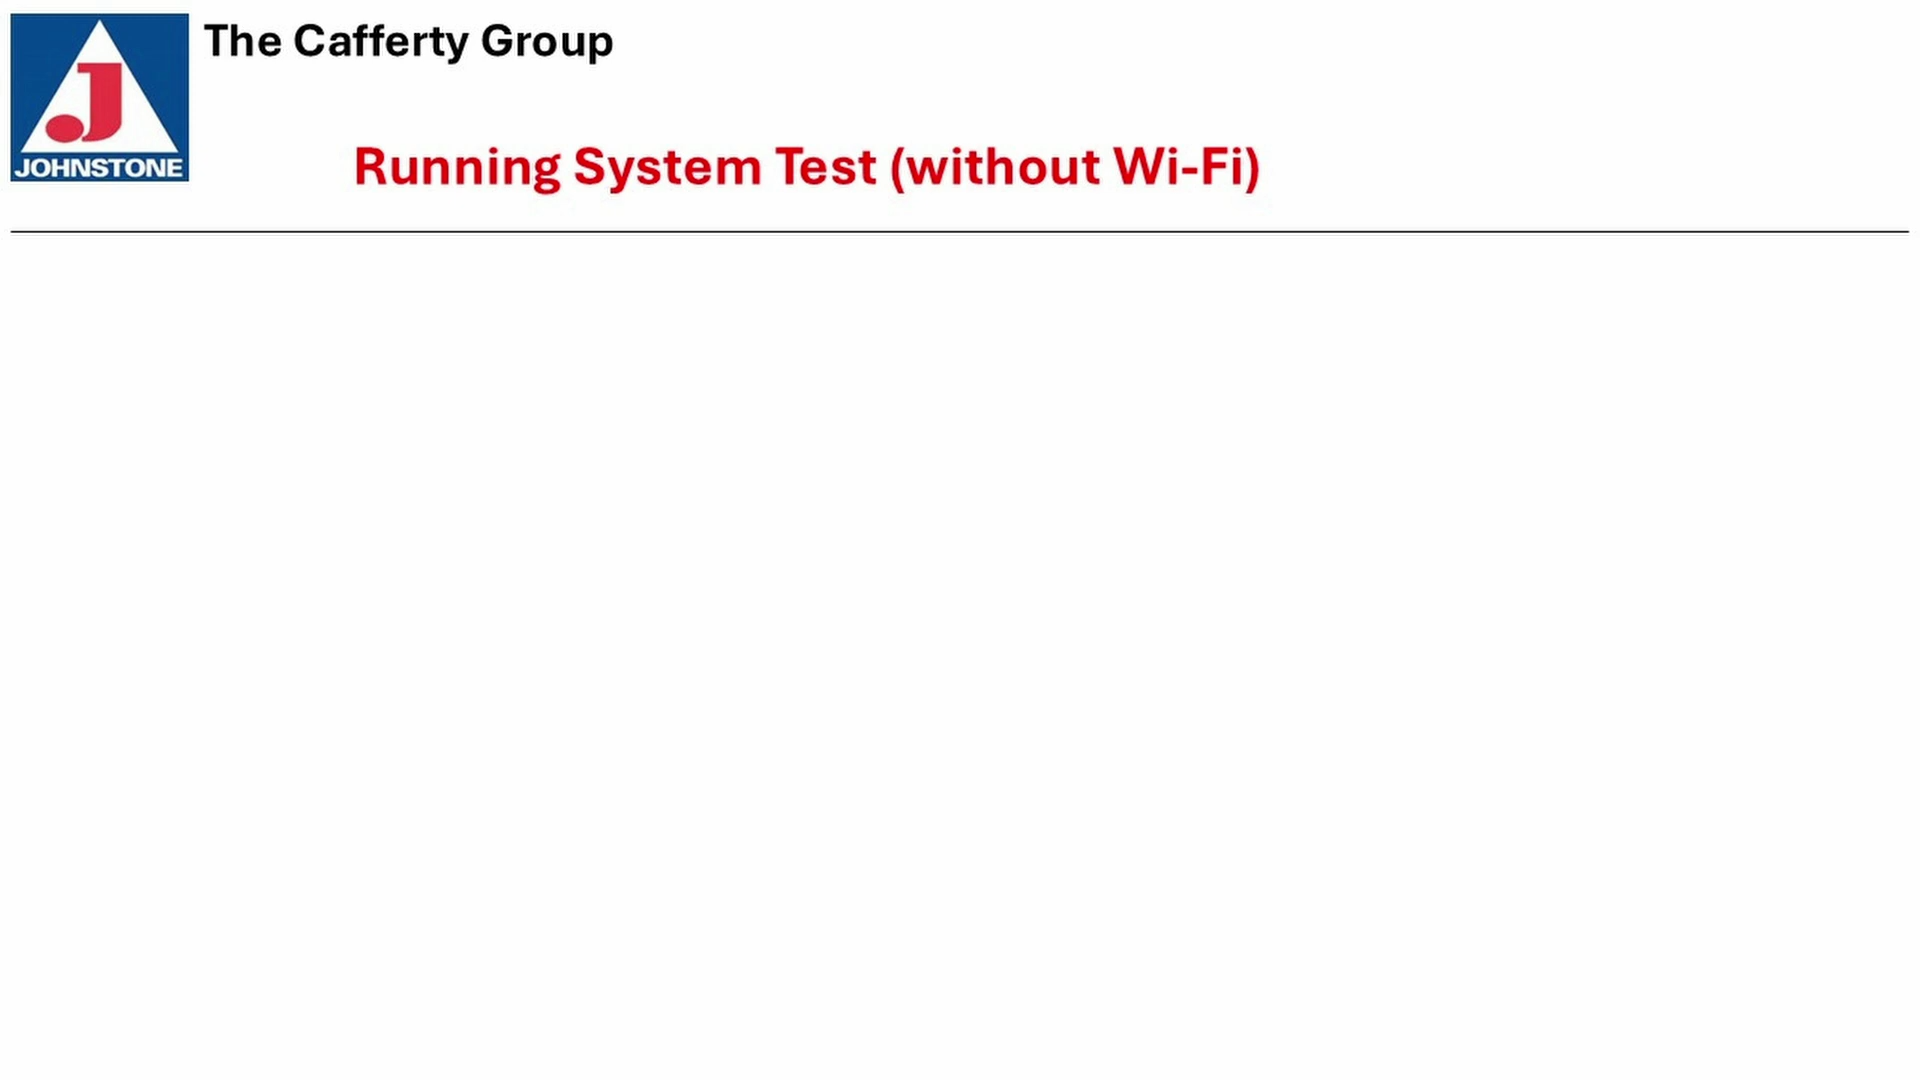 The Cafferty Group
J
JOHNSTONE
Running System Test (without Wi-Fi)